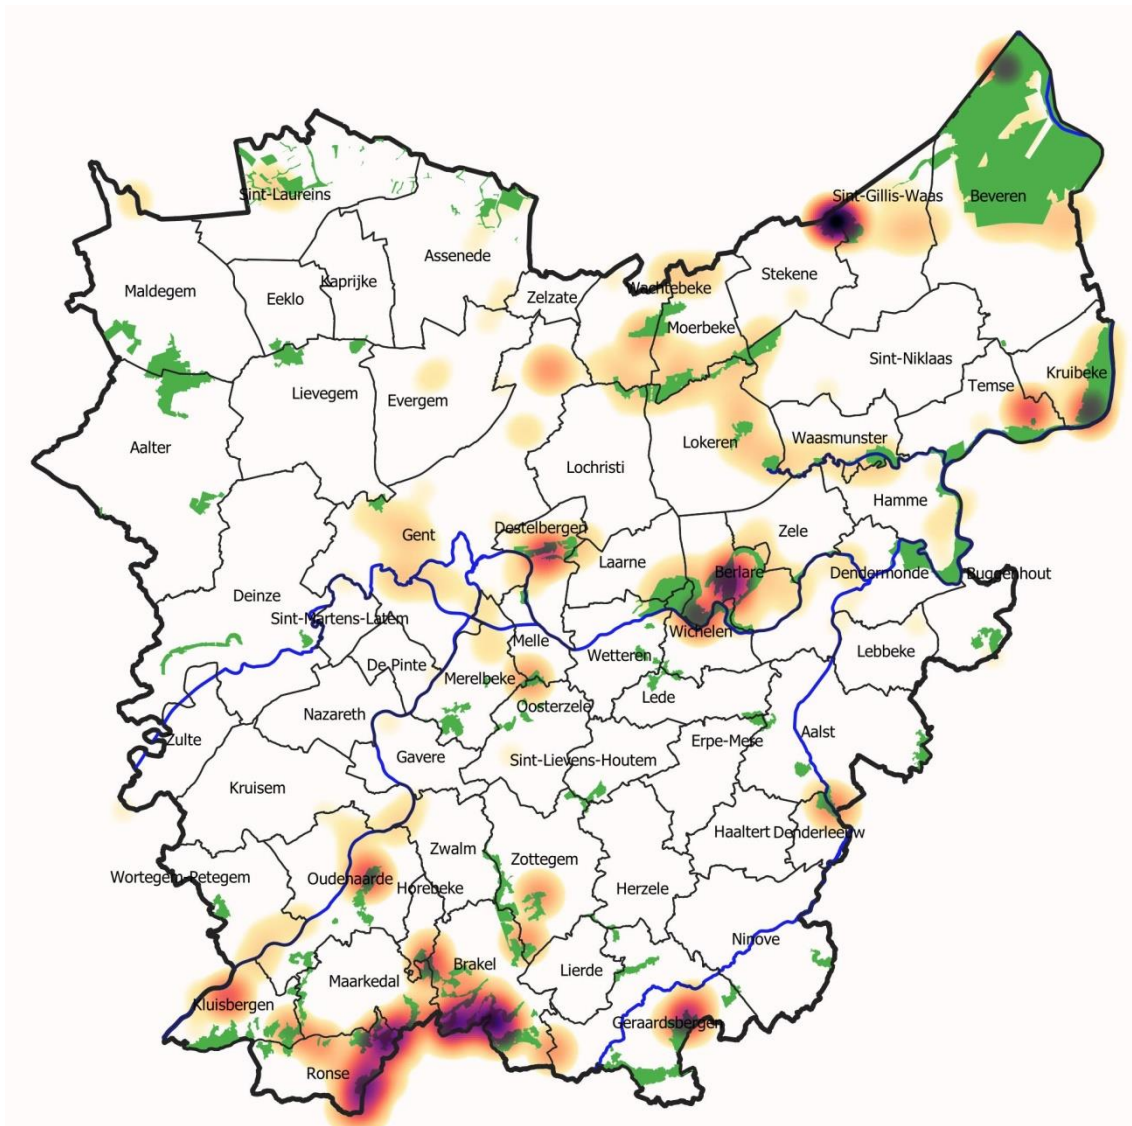 Sint-Gillis-Waas
Beveren
Sint-Laureins
Assenede
Stekene
Kaprijke
Maldegem
Eeklo
Zelzate
Wachtebeke
Moerbeke
Sint-Niklaas
Kruibeke
Temse
Lievegem
Evergem
Aalter
Lokeren
Waasmunster
Lochristi
Hamme
Gent
Destelbergen
Zele
Laarne
Berlare
Dendermonde
Buggenhout
Deinze
Sint-Martens-Latem
Wichelen
Melle
Wetteren
Lebbeke
De Pinte
Merelbeke
Lede
Oosterzele
Nazareth
Zulte
Erpe-Mere
Aalst
Gavere
Sint-Lievens-Houtem
Kruisem
Haaltert
Denderleeuw
Zwalm
Zottegem
Wortegem-Petegem
Oudenaarde
Horebeke
Herzele
Ninove
Brakel
Lierde
Maarkedal
Kluisbergen
Geraardsbergen
Ronse